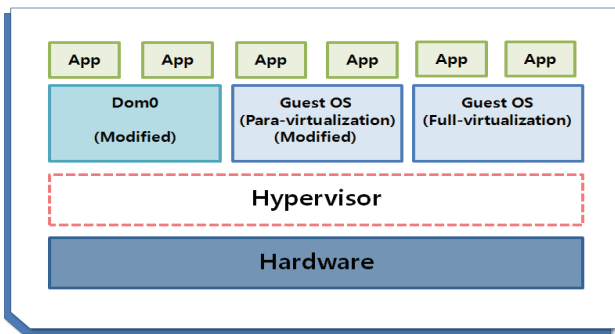 App App App App App App
Dom0
(Modified)
Guest OS
(Para-virtualization)
(Modified)
Guest OS
(Full-virtualization)
Hypervisor
Hardware